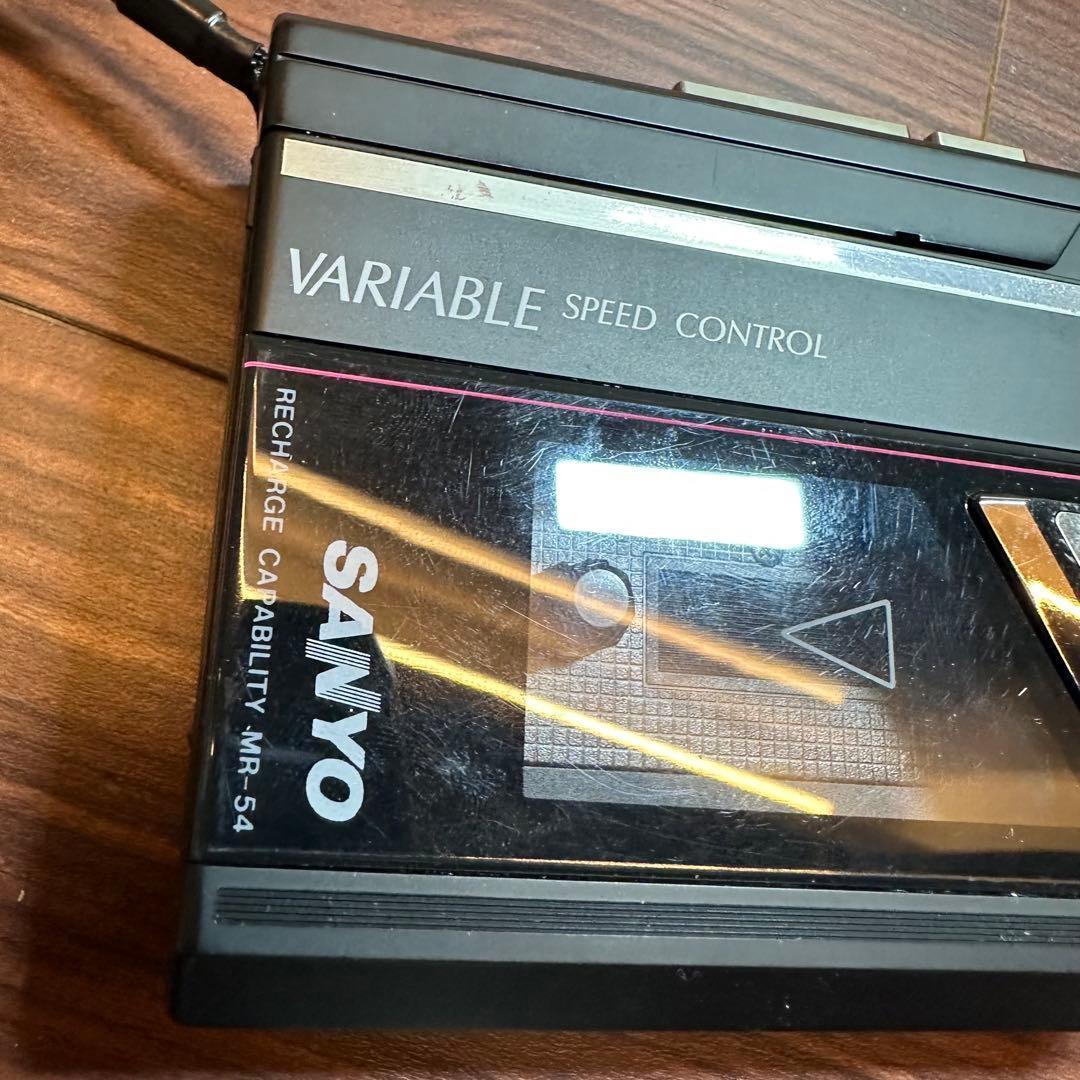 VARIABLE SPEED CONTROL
RECHARGE CAPABILITY MR-54
SANYO